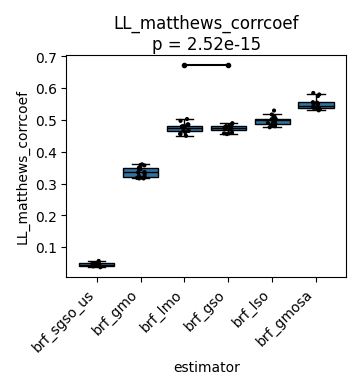 LL_matthews_corrcoef
p = 2.52e-15
LL_matthews_corrcoef
0.7
0.6
0.5
0.4
0.3
0.2
0.1
brf_sgso_us
brf_gmo
brf_lmo
brf_gso
brf_lso
brf_gmosa
estimator